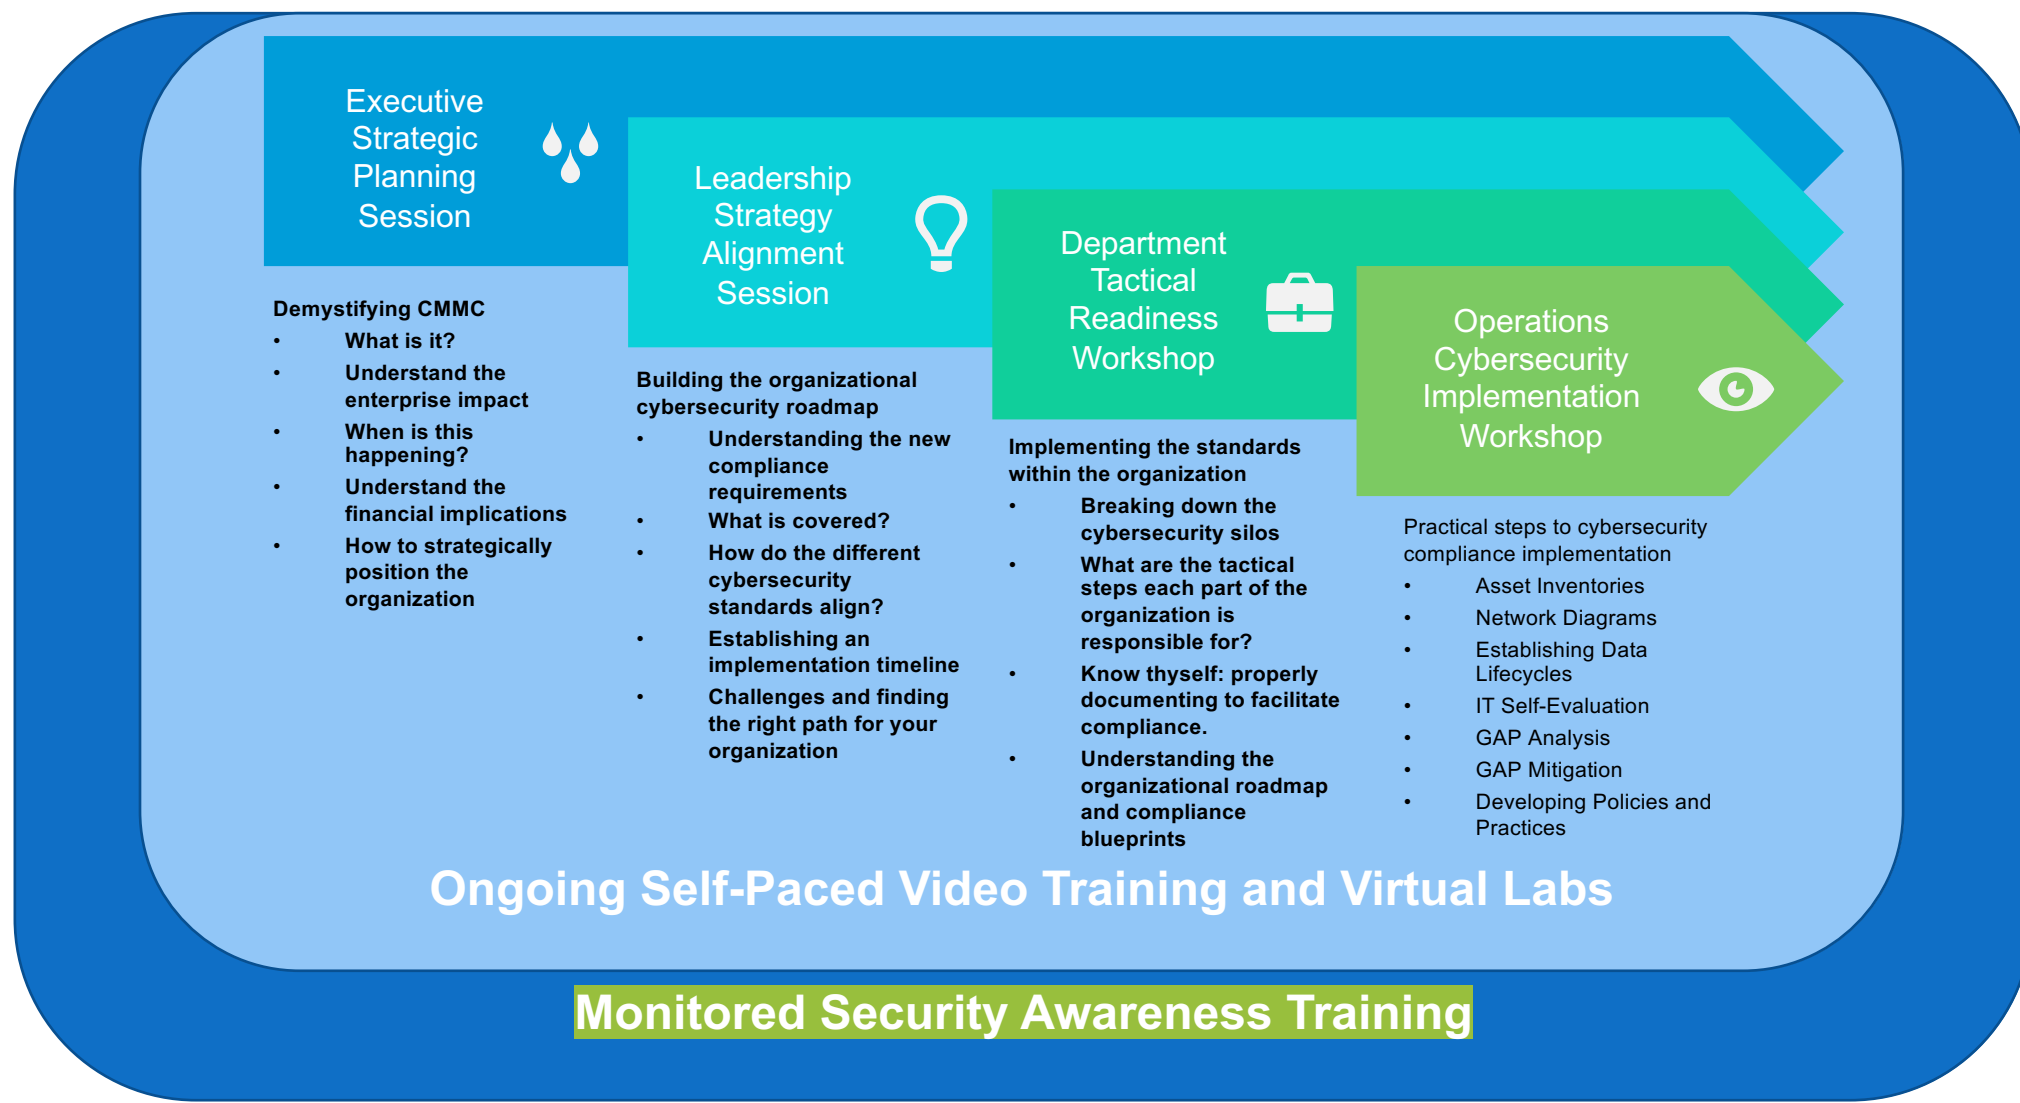 Executive
Strategic
Planning
Session
Demystifying CMMC
• What is it?
• Understand the
enterprise impact
• When is this
happening?
• Understand the
financial implications
• How to strategically
position the
organization
Leadership
Strategy
Alignment
Session
Building the organizational
cybersecurity roadmap
• Understanding the new
compliance
requirements
• What is covered?
• How do the different
cybersecurity
standards align?
• Establishing an
implementation timeline
• Challenges and finding
the right path for your
organization
Department
Tactical
Readiness
Workshop
Implementing the standards
within the organization
• Breaking down the
cybersecurity silos
• What are the tactical
steps each part of the
organization is
responsible for?
• Know thyself: properly
documenting to facilitate
compliance.
• Understanding the
organizational roadmap
and compliance
blueprints
Operations
Cybersecurity
Implementation
Workshop
Practical steps to cybersecurity
compliance implementation
• Asset Inventories
• Network Diagrams
• Establishing Data
Lifecycles
• IT Self-Evaluation
• GAP Analysis
• GAP Mitigation
• Developing Policies and
Practices
Ongoing Self-Paced Video Training and Virtual Labs
Monitored Security Awareness Training